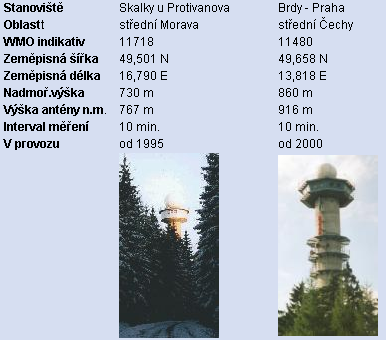 Stanoviště Skalky u Protivanova Brdy - Praha
Oblast: střední Morava střední Čechy
WMO indikativ 11718 11480
Zeměpisná šířka 49,501 N 49,658 N
Zeměpisná délka 16,790 E 13,818 E
Nadmoř.výška 730 m 860 m
Výška antény n.m. 767 m 916 m
Interval měření 10 min. 10 min.
V provozu od 1995 od 2000